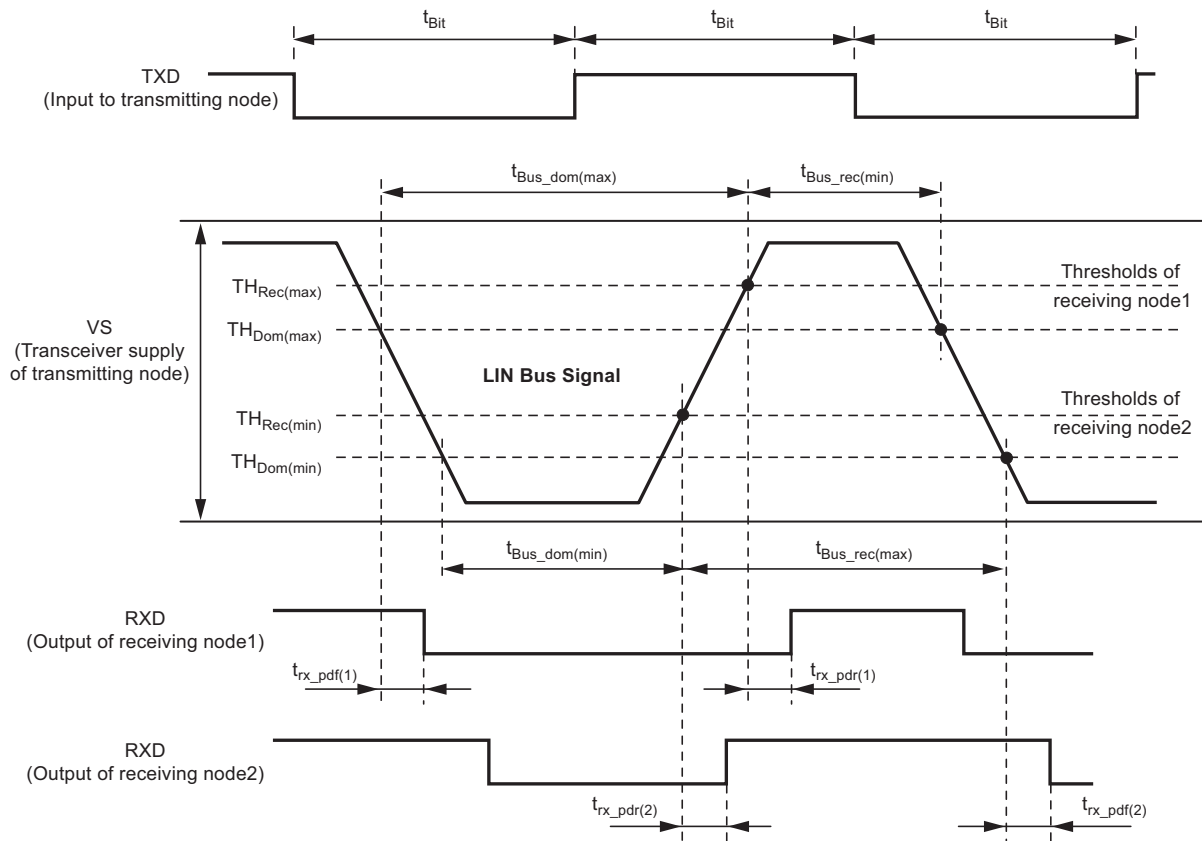 tBit
tBit
tBit
TXD
(Input to transmitting node)
tBus_dom(max)
tBus_rec(min)
THRec(max)
Thresholds of
receiving node1
THDom(max)
VS
(Transceiver supply
of transmitting node)
LIN Bus Signal
THRec(min)
Thresholds of
receiving node2
THDom(min)
tBus_dom(min)
tBus_rec(max)
RXD
(Output of receiving node1)
trx_pdf(1)
trx_pdr(1)
RXD
(Output of receiving node2)
trx_pdr(2)
trx_pdf(2)